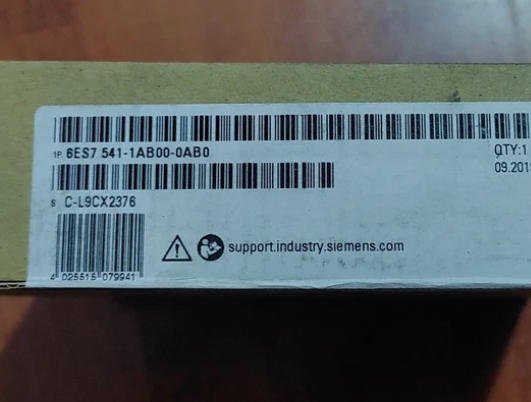 1P 6ES7 541-1AB00-0AB0
QTY:1
09.201
S C-L9CX2376
support.industry.siemens.com
4 025515 079941